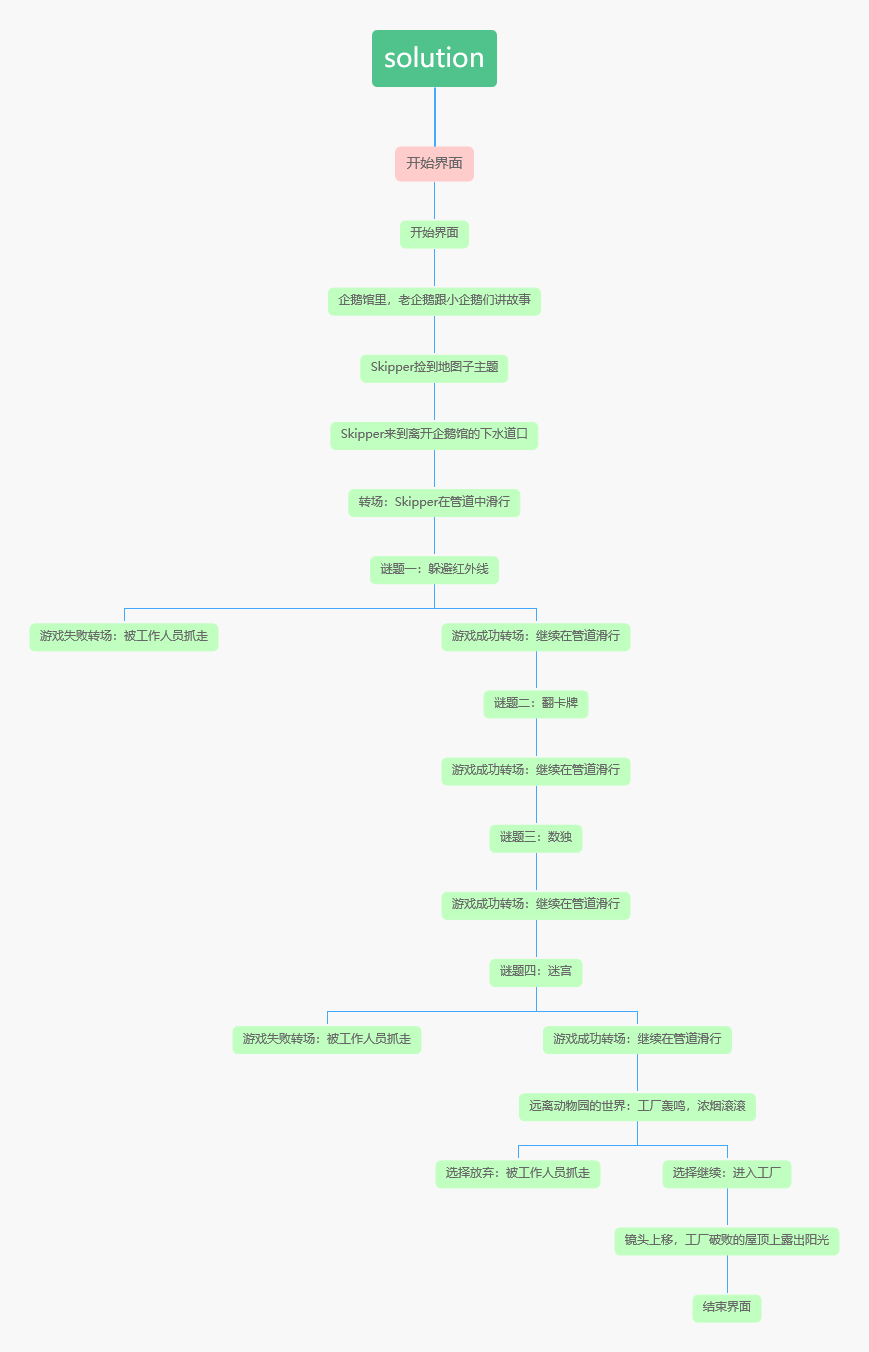 solution
开始界面
开始界面
企鹅馆里，老企鹅跟小企鹅们讲故事
Skipper捡到地图子主题
Skipper来到离开企鹅馆的下水道口
转场：Skipper在管道中滑行
谜题一：躲避红外线
游戏失败转场：被工作人员抓走
游戏成功转场：继续在管道滑行
谜题二：翻卡牌
游戏成功转场：继续在管道滑行
谜题三：数独
游戏成功转场：继续在管道滑行
谜题四：迷宫
游戏失败转场：被工作人员抓走
游戏成功转场：继续在管道滑行
远离动物园的世界：工厂轰鸣，浓烟滚滚
选择放弃：被工作人员抓走
选择继续：进入工厂
镜头上移，工厂破败的屋顶上露出阳光
结束界面